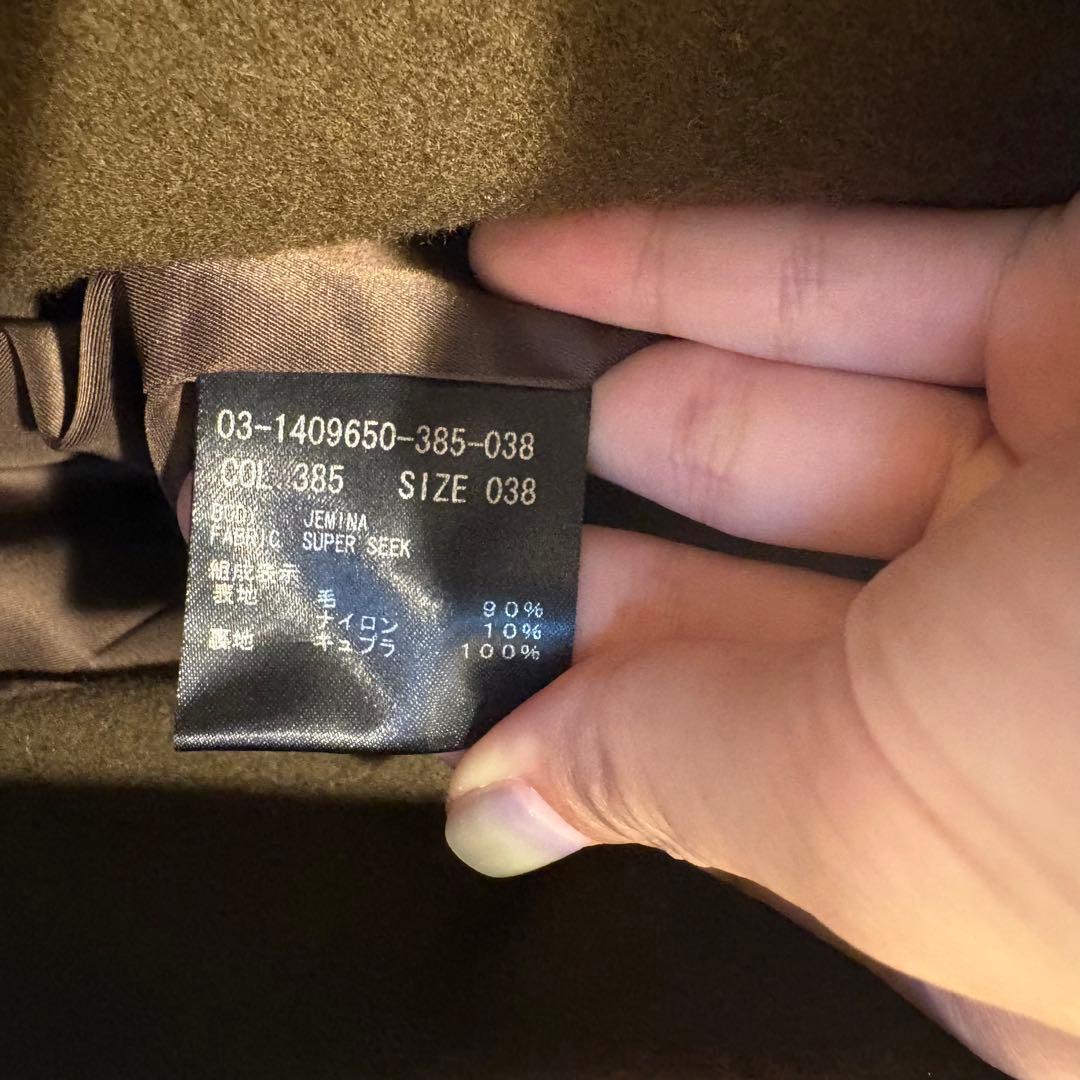 03-1409650-385-038
COL.385 SIZE 038
BODY JEMINA
FABRIC SUPER SEEK
組成表示
表地 毛 90%
ナイロン 10%
裏地 キュプラ 100%